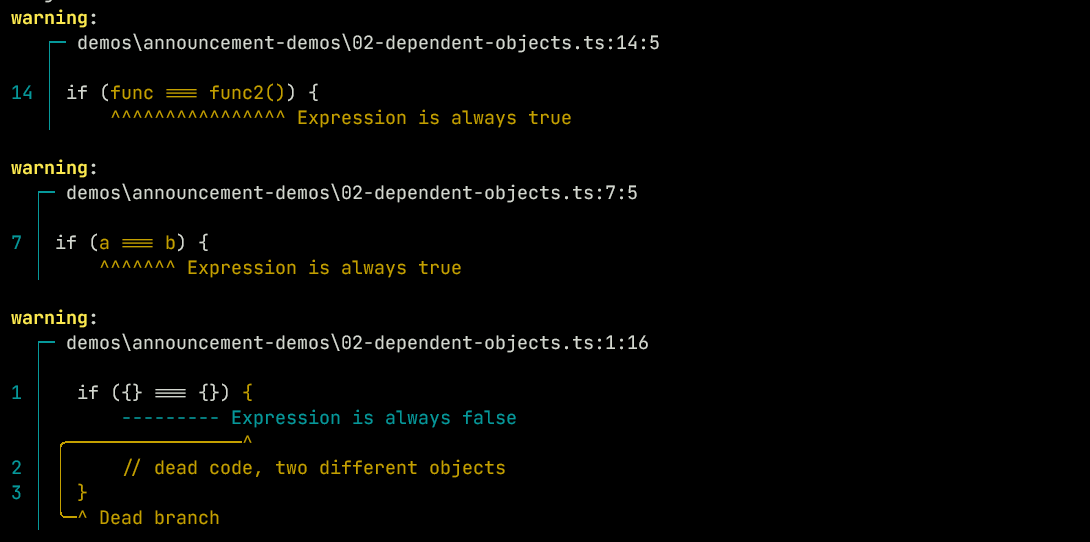 warning:
demos\announcement-demos\02-dependent-objects.ts:14:5
14 if (func === func2()) {
^^^^^^^^^^^^^^^^ Expression is always true
warning:
demos\announcement-demos\02-dependent-objects.ts:7:5
7 if (a === b) {
^^^^^^^ Expression is always true
warning:
demos\announcement-demos\02-dependent-objects.ts:1:16
1 if ({} === {}) {
--------- Expression is always false
^
2 // dead code, two different objects
3 }
^ Dead branch